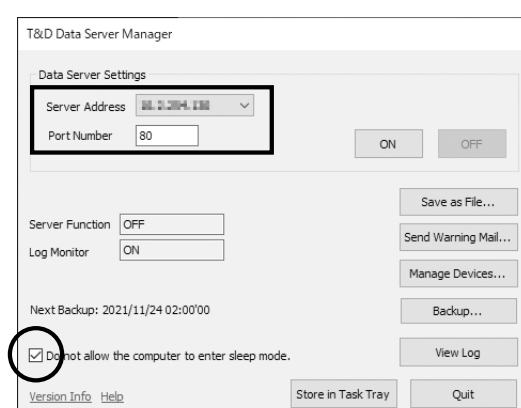 T&D Data Server Manager
Data Server Settings
Server Address
Port Number 80
ON OFF
Save as File...
Server Function OFF
Send Warning Mail...
Log Monitor ON
Manage Devices...
Next Backup: 2021/11/24 02:00'00
Backup...
Do not allow the computer to enter sleep mode.
View Log
Version Info Help
Store in Task Tray Quit